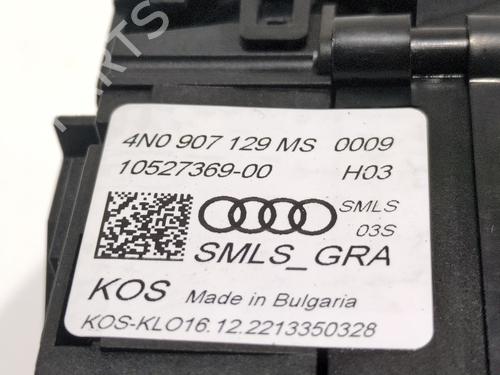 4N0 907 129 MS 0009
10527369-00 H03
SMLS
03S
SMLS_GRA
KOS Made in Bulgaria
KOS-KLO16.12.2213350328
PARTS